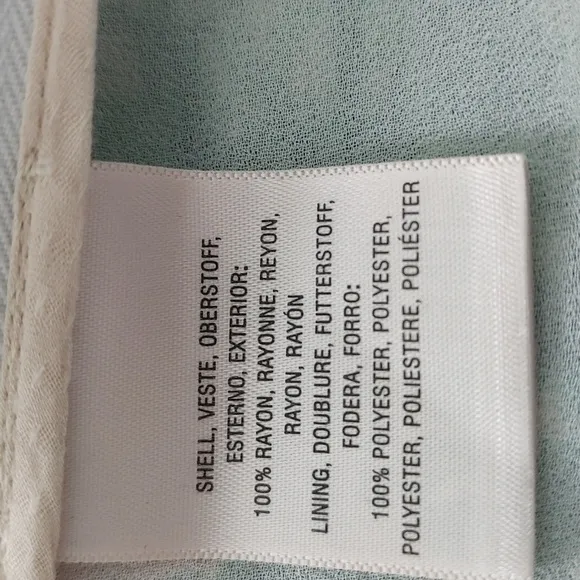 SHELL, VESTE, OBERSTOFF,
ESTERNO, EXTERIOR:
100% RAYON, RAYONNE, REYON,
RAYON, RAYÓN
LINING, DOUBLURE, FUTTERSTOFF,
FODERA, FORRO:
100% POLYESTER, POLYESTER,
POLYESTER, POLIESTERE, POLIÉSTER